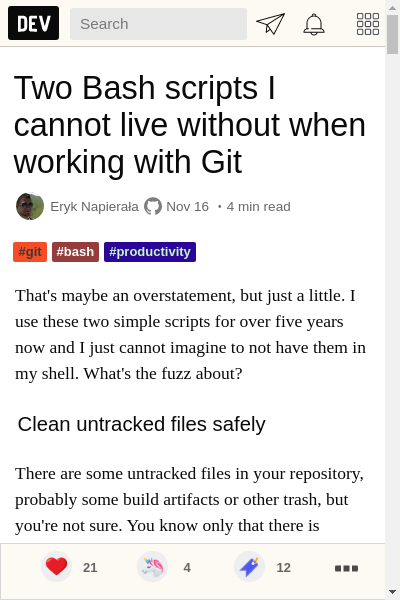 DEV
Search
Two Bash scripts I
cannot live without when
working with Git
Eryk Napierała Nov 16 • 4 min read
#git #bash #productivity
That's maybe an overstatement, but just a little. I
use these two simple scripts for over five years
now and I just cannot imagine to not have them in
my shell. What's the fuzz about?
Clean untracked files safely
There are some untracked files in your repository,
probably some build artifacts or other trash, but
you're not sure. You know only that there is
21 4 12